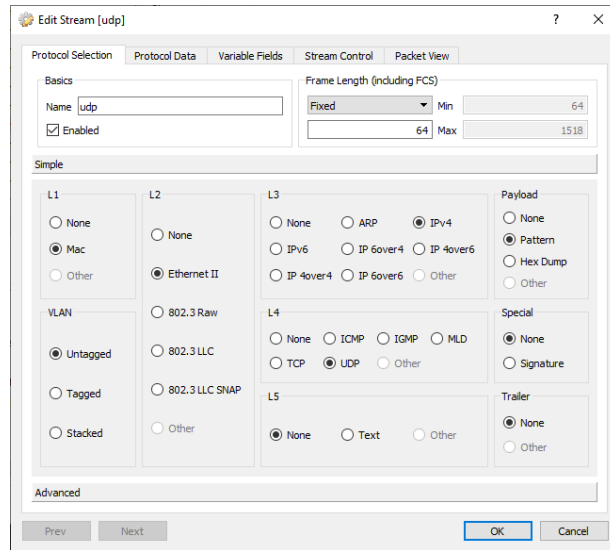 Edit Stream [udp]
? ×
Protocol Selection Protocol Data Variable Fields Stream Control Packet View
Basics
Name udp
Enabled
Frame Length (including FCS)
Fixed Min 64
64 Max 1518
Simple
L1
None
Mac
Other
VLAN
Untagged
Tagged
Stacked
L2
None
Ethernet II
802.3 Raw
802.3 LLC
802.3 LLC SNAP
Other
L3
None ARP IPv4
IPv6 IP 6over4 IP 4over6
IP 4over4 IP 6over6 Other
L4
None ICMP IGMP MLD
TCP UDP Other
L5
None Text Other
Payload
None
Pattern
Hex Dump
Other
Special
None
Signature
Trailer
None
Other
Advanced
Prev Next OK Cancel